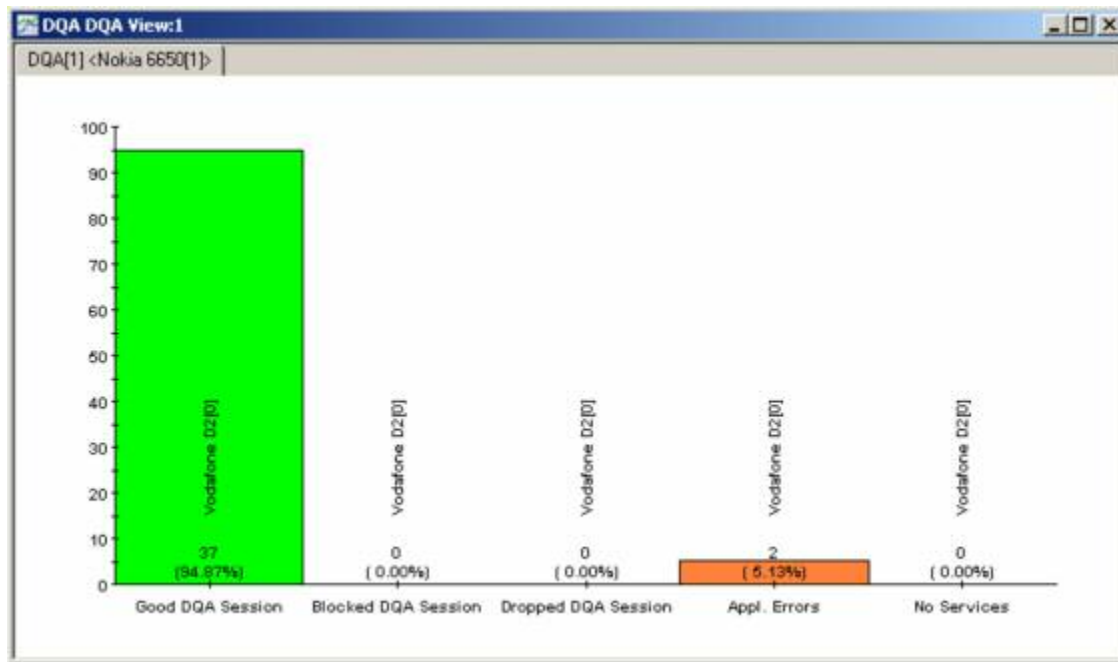 DQA DQA View:1
DQA[1] <Nokia 6650[1]>
100
90
80
70
60
50
40
30
20
10
0
Vodafone D2[0]
Vodafone D2[0]
Vodafone D2[0]
Vodafone D2[0]
Vodafone D2[0]
37 0 0 2 0
(94.87%) ( 0.00%) ( 0.00%) ( 5.13%) ( 0.00%)
Good DQA Session Blocked DQA Session Dropped DQA Session Appl. Errors No Services